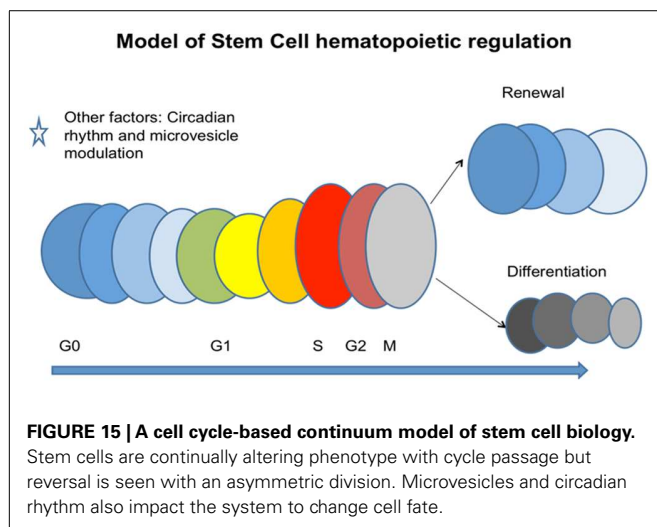 Model of Stem Cell hematopoietic regulation
Other factors: Circadian
rhythm and microvesicle
modulation
Renewal
Differentiation
G0 G1 S G2 M
FIGURE 15 | A cell cycle-based continuum model of stem cell biology.
Stem cells are continually altering phenotype with cycle passage but
reversal is seen with an asymmetric division. Microvesicles and circadian
rhythm also impact the system to change cell fate.